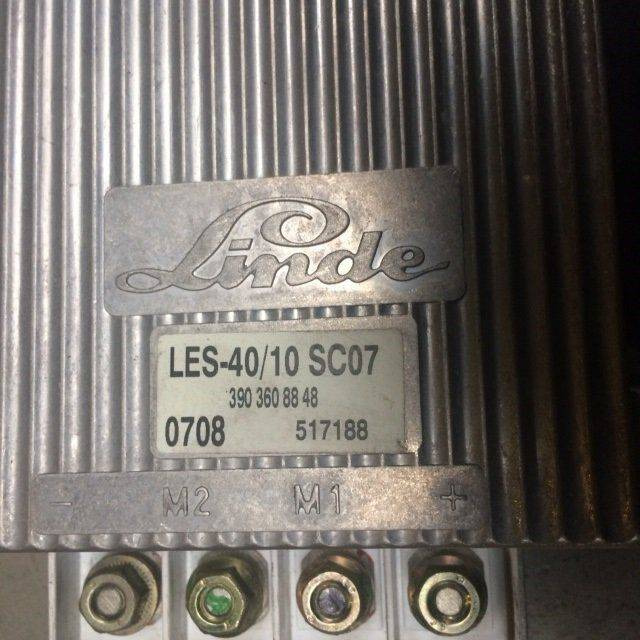 Linde
LES-40/10 SC07
390 360 88 48
0708 517188
- M2 M1 +